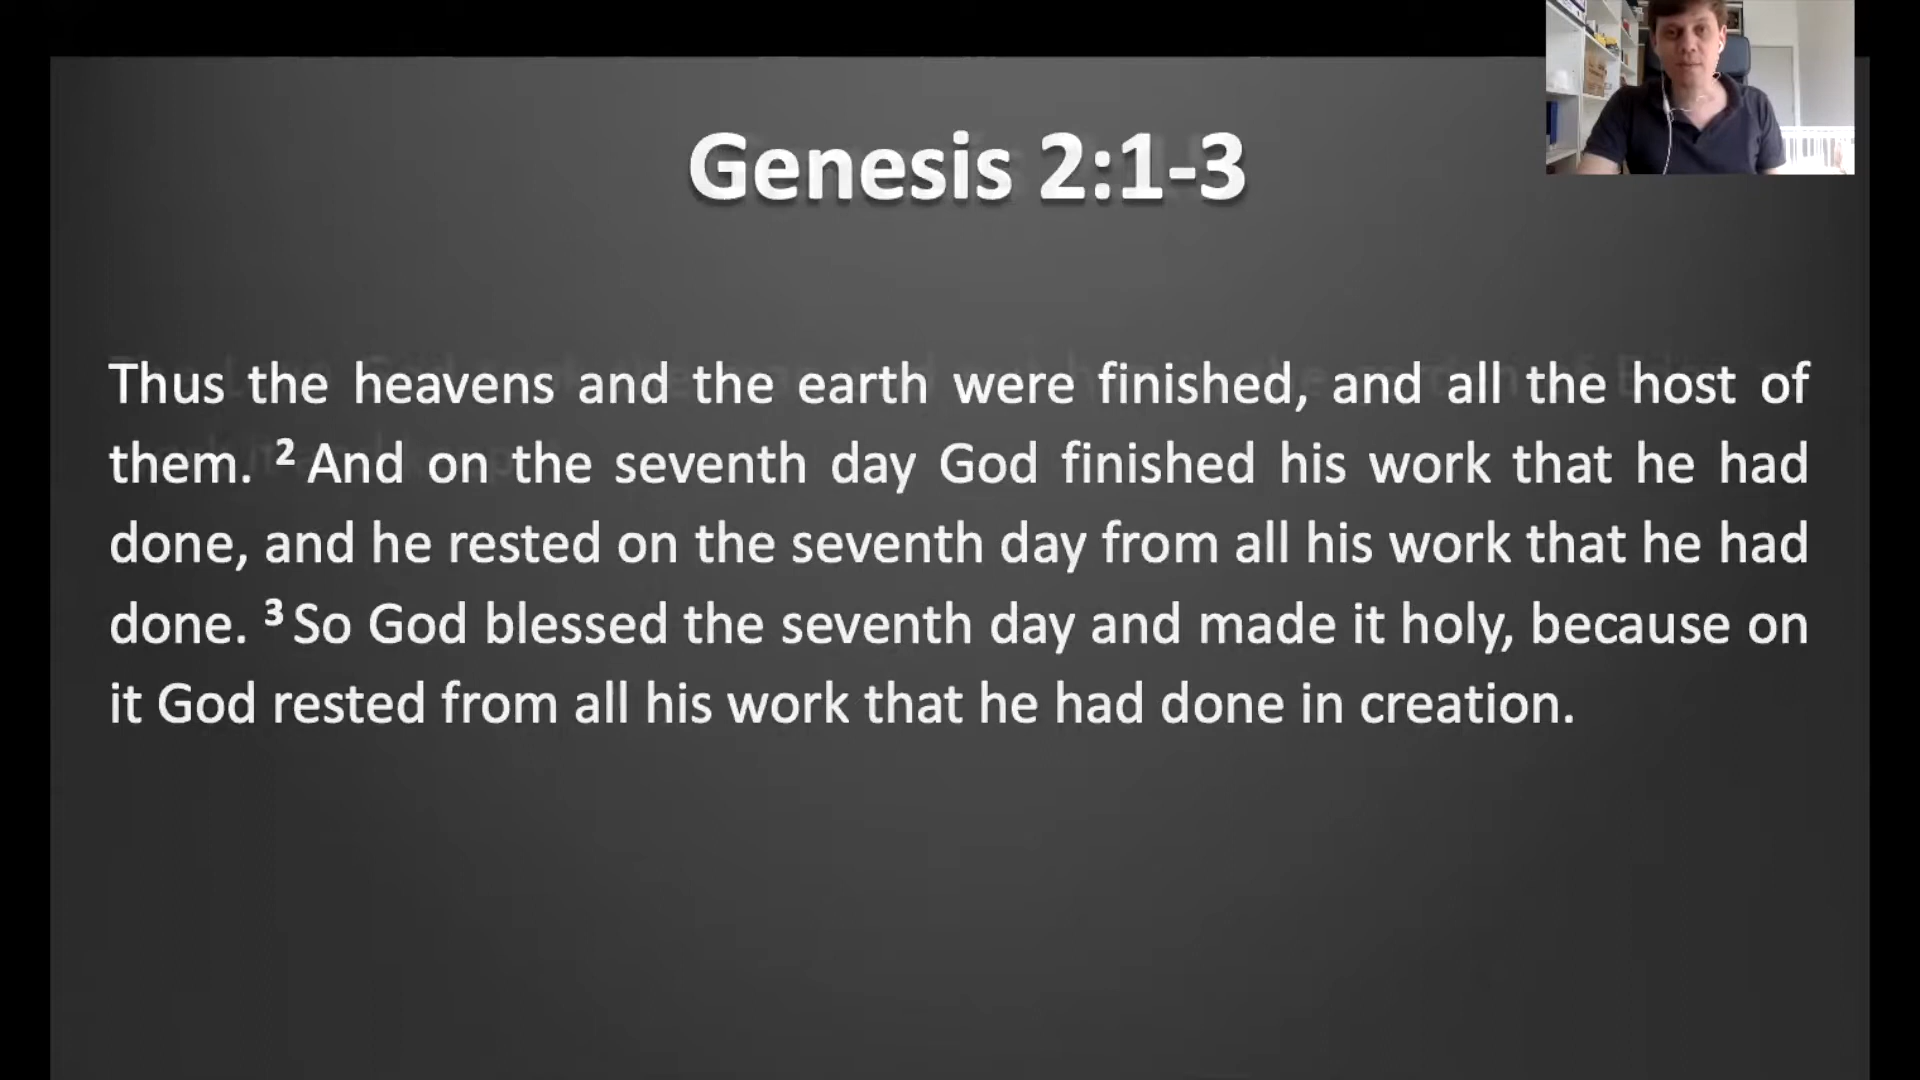 Genesis 2:1-3
Thus the heavens and the earth were finished, and all the host of
them. ² And on the seventh day God finished his work that he had
done, and he rested on the seventh day from all his work that he had
done. ³ So God blessed the seventh day and made it holy, because on
it God rested from all his work that he had done in creation.